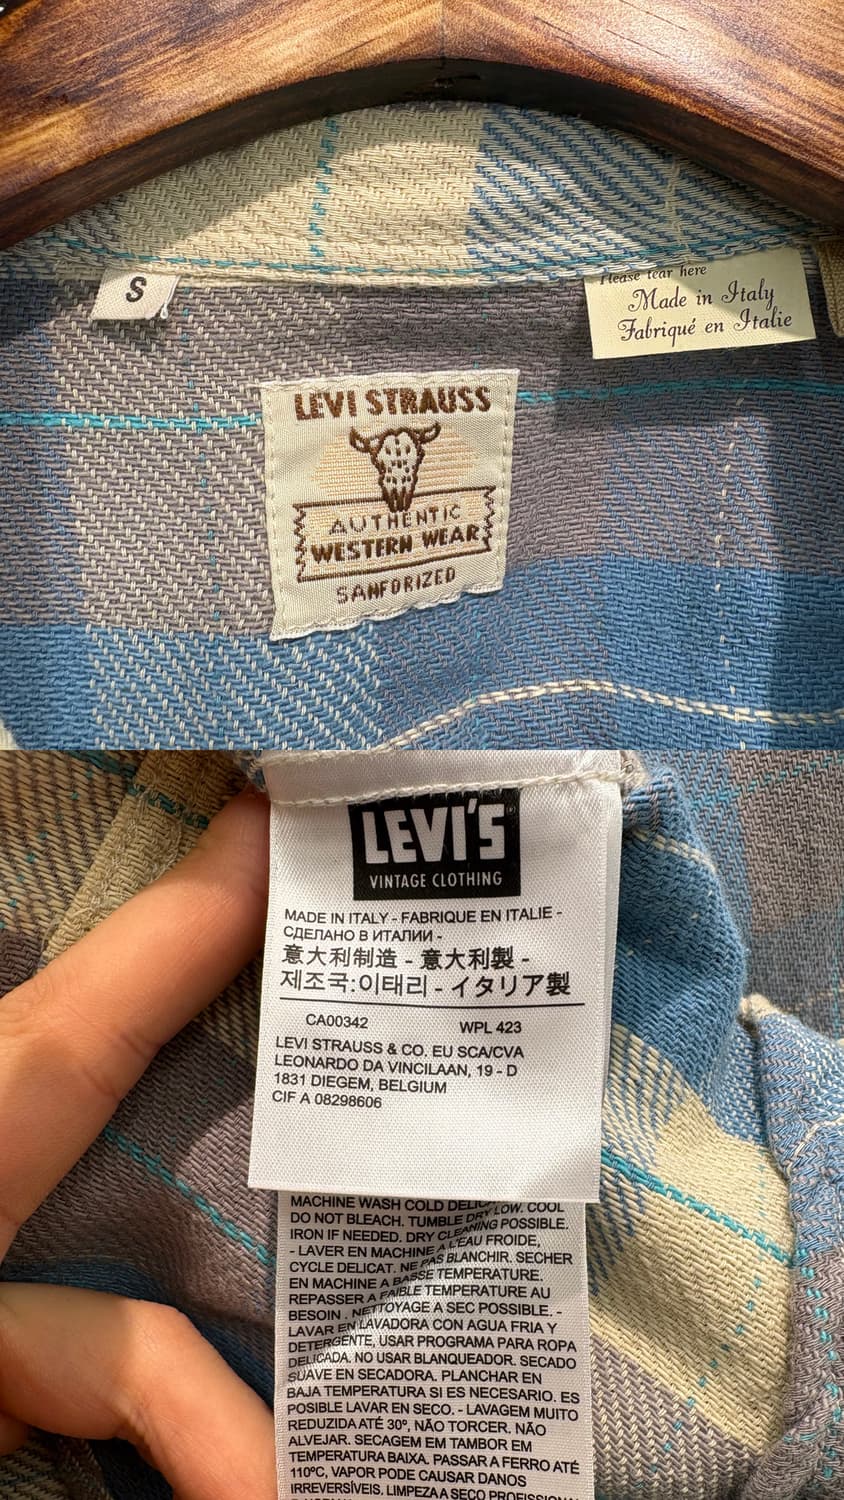 S
Please tear here
Made in Italy
Fabriqué en Italie
LEVI STRAUSS
AUTHENTIC
WESTERN WEAR
SANFORIZED
LEVI'S®
VINTAGE CLOTHING
MADE IN ITALY - FABRIQUE EN ITALIE -
СДЕЛАНО В ИТАЛИИ -
意大利制造 - 意大利製 -
제조국:이태리 - イタリア製
CA00342 WPL 423
LEVI STRAUSS & CO. EU SCA/CVA
LEONARDO DA VINCILAAN, 19 - D
1831 DIEGEM, BELGIUM
CIF A 08298606
MACHINE WASH COLD
DO NOT BLEACH. TUMBLE DRY LOW. COOL
IRON IF NEEDED. DRY CLEANING POSSIBLE.
- LAVER EN MACHINE A L'EAU FROIDE,
CYCLE DELICAT. NE PAS BLANCHIR. SECHER
EN MACHINE A BASSE TEMPERATURE.
REPASSER A FAIBLE TEMPERATURE AU
BESOIN . NETTOYAGE A SEC POSSIBLE. -
LAVAR EN LAVADORA CON AGUA FRIA Y
DETERGENTE, USAR PROGRAMA PARA ROPA
DELICADA. NO USAR BLANQUEADOR. SECADO
SUAVE EN SECADORA. PLANCHAR EN
BAJA TEMPERATURA SI ES NECESARIO. ES
POSIBLE LAVAR EN SECO. - LAVAGEM MUITO
REDUZIDA ATÉ 30º, NÃO TORCER. NÃO
ALVEJAR. SECAGEM EM TAMBOR EM
TEMPERATURA BAIXA. PASSAR A FERRO ATÉ
110ºC, VAPOR PODE CAUSAR DANOS
IRREVERSÍVEIS. LIMPEZA A SECO PROFISSIONAL